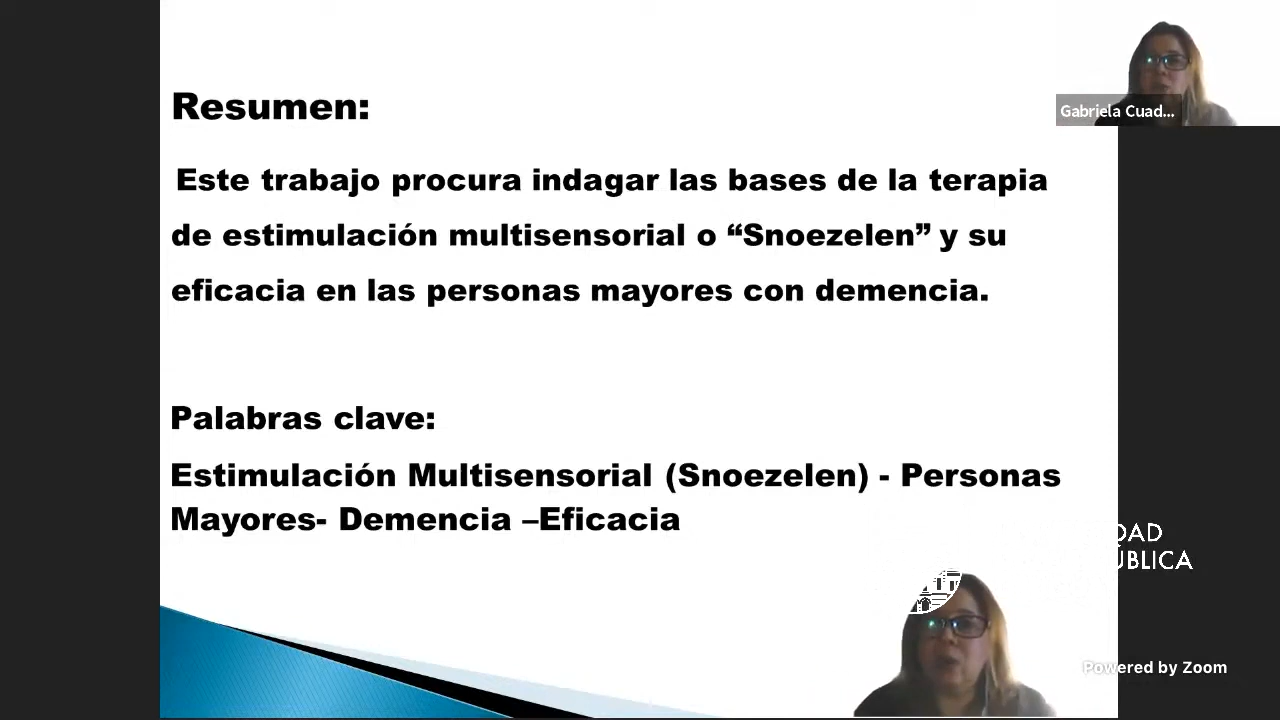 Resumen:
Gabriela Cuad...
Este trabajo procura indagar las bases de la terapia
de estimulación multisensorial o “Snoezelen” y su
eficacia en las personas mayores con demencia.
Palabras clave:
Estimulación Multisensorial (Snoezelen) - Personas
Mayores- Demencia –Eficacia
DAD
ÚBLICA
Powered by Zoom